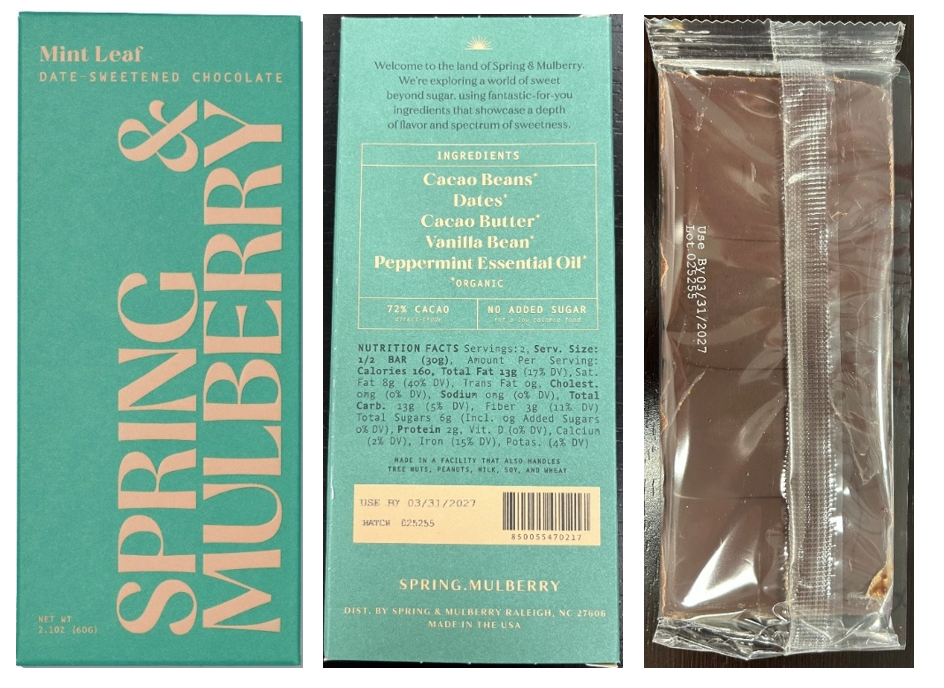 Mint Leaf
DATE-SWEETENED CHOCOLATE
SPRING &
MULBERRY
NET WT
2.1OZ (60G)
Welcome to the land of Spring & Mulberry.
We're exploring a world of sweet
beyond sugar, using fantastic-for-you
ingredients that showcase a depth
of flavor and spectrum of sweetness.
INGREDIENTS
Cacao Beans*
Dates*
Cacao Butter*
Vanilla Bean*
Peppermint Essential Oil*
*ORGANIC
72% CACAO
direct-trade
NO ADDED SUGAR
not a low calorie food
NUTRITION FACTS Servings: 2, Serv. Size:
1/2 BAR (30g), Amount Per Serving:
Calories 160, Total Fat 13g (17% DV), Sat.
Fat 8g (40% DV), Trans Fat 0g, Cholest.
0mg (0% DV), Sodium 0mg (0% DV), Total
Carb. 13g (5% DV), Fiber 3g (11% DV)
Total Sugars 6g (Incl. 0g Added Sugars
0% DV), Protein 2g, Vit. D (0% DV), Calcium
(2% DV), Iron (15% DV), Potas. (4% DV)
MADE IN A FACILITY THAT ALSO HANDLES
TREE NUTS, PEANUTS, MILK, SOY, AND WHEAT
USE BY 03/31/2027
BATCH 025255
850055470217
SPRING.MULBERRY
DIST. BY SPRING & MULBERRY RALEIGH, NC 27606
MADE IN THE USA
Use By 03/31/2027
Lot 025255